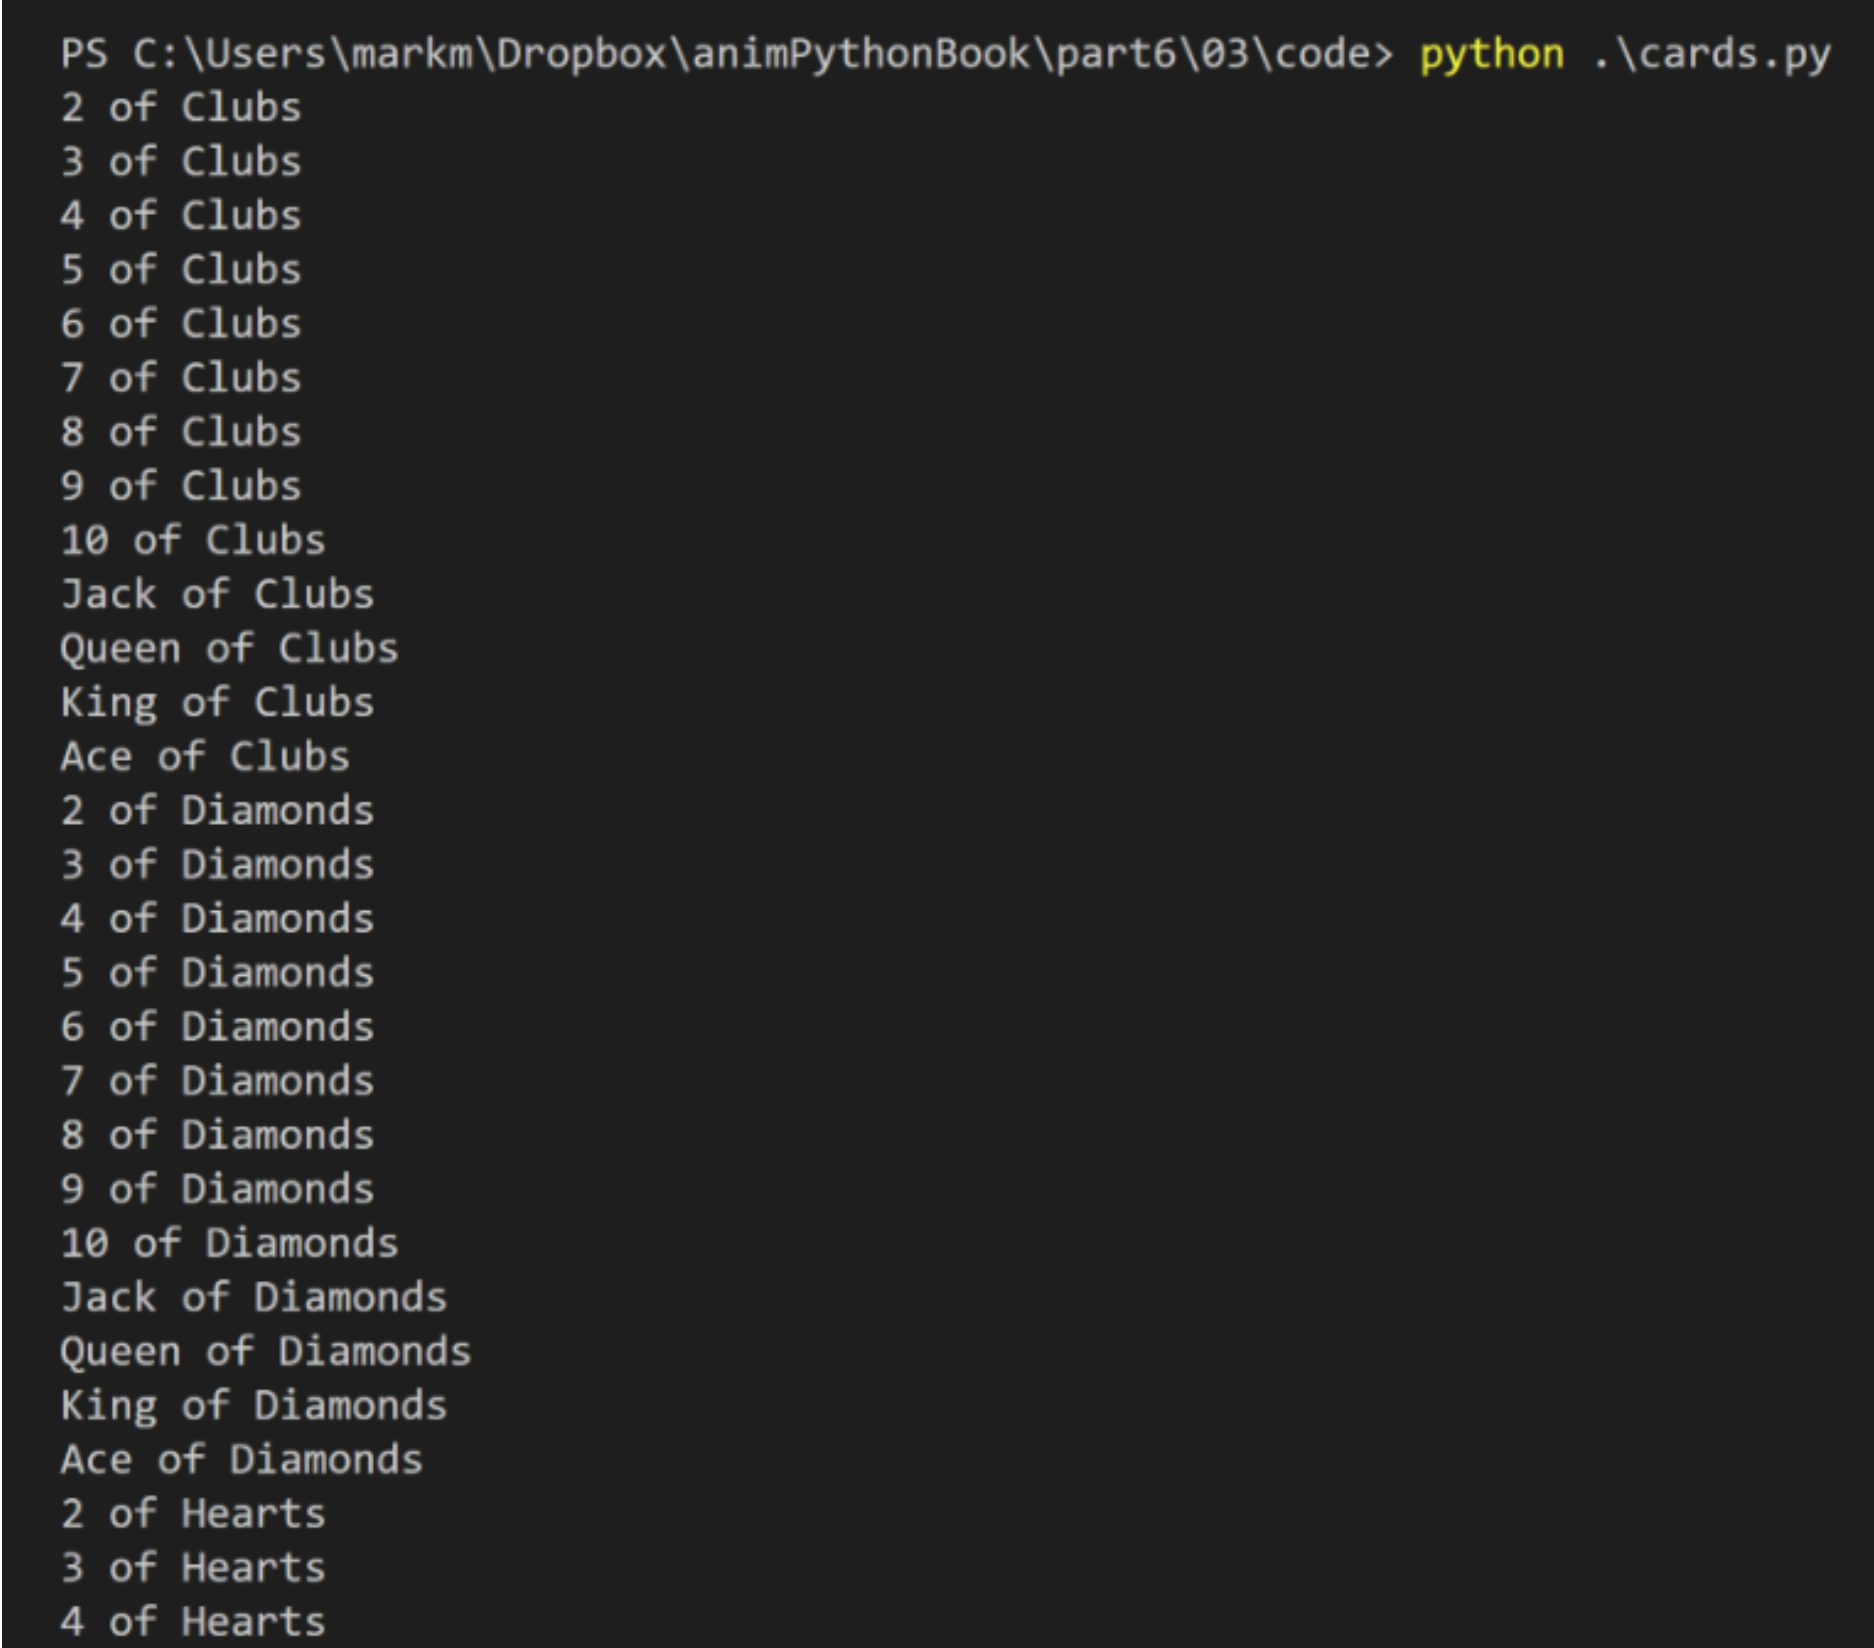 PS C:\Users\markm\Dropbox\animPythonBook\part6\03\code> python .\cards.py
2 of Clubs
3 of Clubs
4 of Clubs
5 of Clubs
6 of Clubs
7 of Clubs
8 of Clubs
9 of Clubs
10 of Clubs
Jack of Clubs
Queen of Clubs
King of Clubs
Ace of Clubs
2 of Diamonds
3 of Diamonds
4 of Diamonds
5 of Diamonds
6 of Diamonds
7 of Diamonds
8 of Diamonds
9 of Diamonds
10 of Diamonds
Jack of Diamonds
Queen of Diamonds
King of Diamonds
Ace of Diamonds
2 of Hearts
3 of Hearts
4 of Hearts